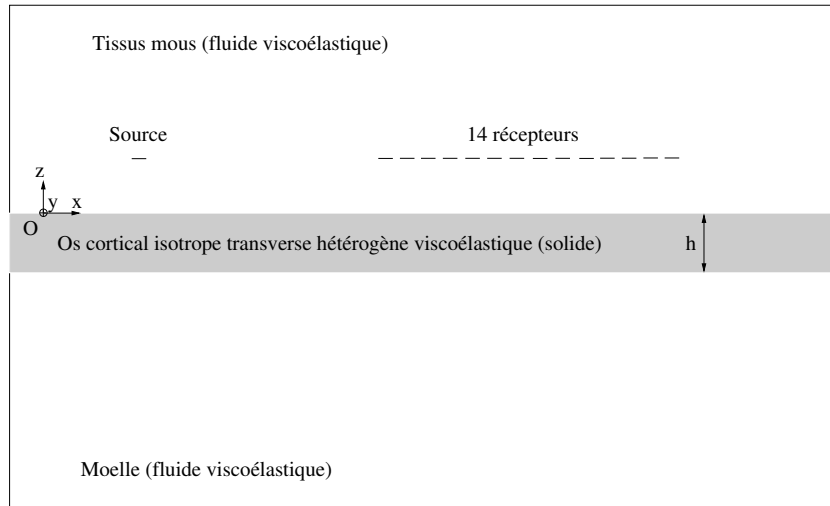 Tissus mous (fluide viscoélastique)
Source
14 récepteurs
z
y
x
O
Os cortical isotrope transverse hétérogène viscoélastique (solide)
h
Moelle (fluide viscoélastique)